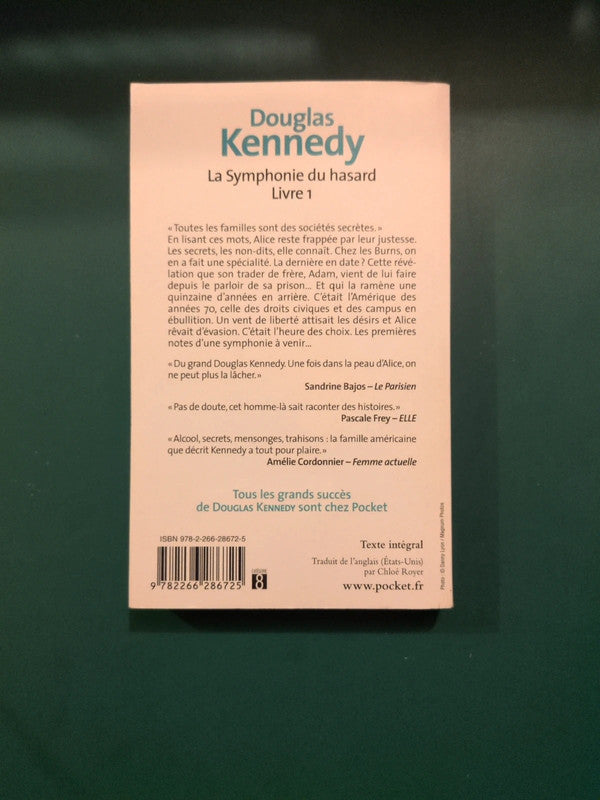 Douglas
Kennedy
La Symphonie du hasard
Livre 1
« Toutes les familles sont des sociétés secrètes. »
En lisant ces mots, Alice reste frappée par leur justesse.
Les secrets, les non-dits, elle connaît. Chez les Burns, on
en a fait une spécialité. La dernière en date ? Cette révé-
lation que son trader de frère, Adam, vient de lui faire
depuis le parloir de sa prison... Et qui la ramène une
quinzaine d'années en arrière. C'était l'Amérique des
années 70, celle des droits civiques et des campus en
ébullition. Un vent de liberté attisait les désirs et Alice
rêvait d'évasion. C'était l'heure des choix. Les premières
notes d'une symphonie à venir...
« Du grand Douglas Kennedy. Une fois dans la peau d'Alice, on
ne peut plus la lâcher. »
Sandrine Bajos – Le Parisien
« Pas de doute, cet homme-là sait raconter des histoires. »
Pascale Frey – ELLE
« Alcool, secrets, mensonges, trahisons : la famille américaine
que décrit Kennedy a tout pour plaire. »
Amélie Cordonnier – Femme actuelle
Tous les grands succès
de Douglas Kennedy sont chez Pocket
ISBN 978-2-266-28672-5
9 782266 286725
catégorie
8
Texte intégral
Traduit de l'anglais (États-Unis)
par Chloé Royer
www.pocket.fr
Photo : © Danny Lyon / Magnum Photos